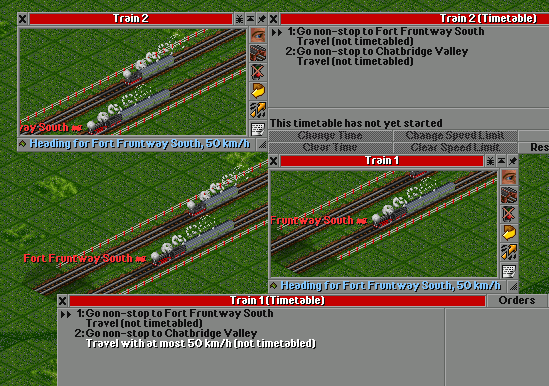 Train 2
way South
Heading for Fort Fruntway South, 50 km/h
Train 2 (Timetable)
1: Go non-stop to Fort Fruntway South
Travel (not timetabled)
2: Go non-stop to Chatbridge Valley
Travel (not timetabled)
This timetable has not yet started
Change Time
Change Speed Limit
Clear Time
Clear Speed Limit
Res
Fort Fruntway South
Train 1
Fruntway South
Heading for Fort Fruntway South, 50 km/h
Train 1 (Timetable)
Orders
1: Go non-stop to Fort Fruntway South
Travel (not timetabled)
2: Go non-stop to Chatbridge Valley
Travel with at most 50 km/h (not timetabled)